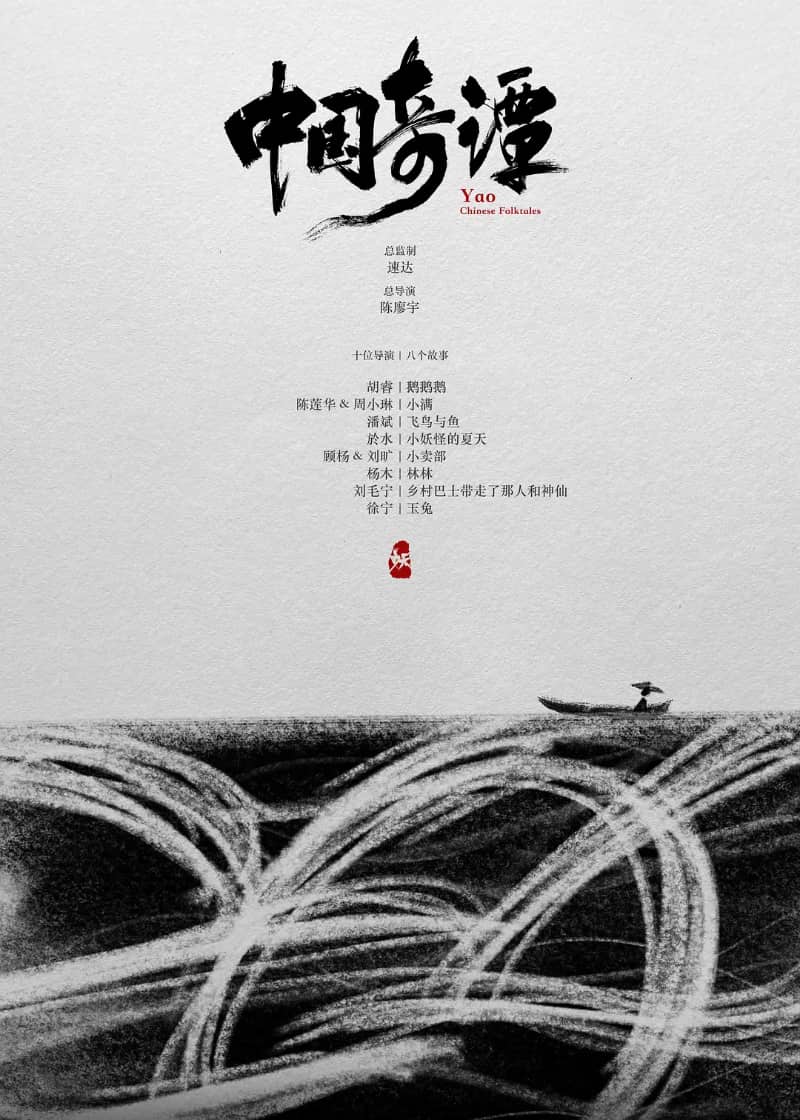 中国奇谭
Yao
Chinese Folktales
总监制
速达
总导演
陈廖宇
十位导演|八个故事
胡睿|鹅鹅鹅
陈莲华 & 周小琳|小满
潘斌|飞鸟与鱼
於水|小妖怪的夏天
顾杨 & 刘旷|小卖部
杨木|林林
刘毛宁|乡村巴士带走了那人和神仙
徐宁|玉兔
妖